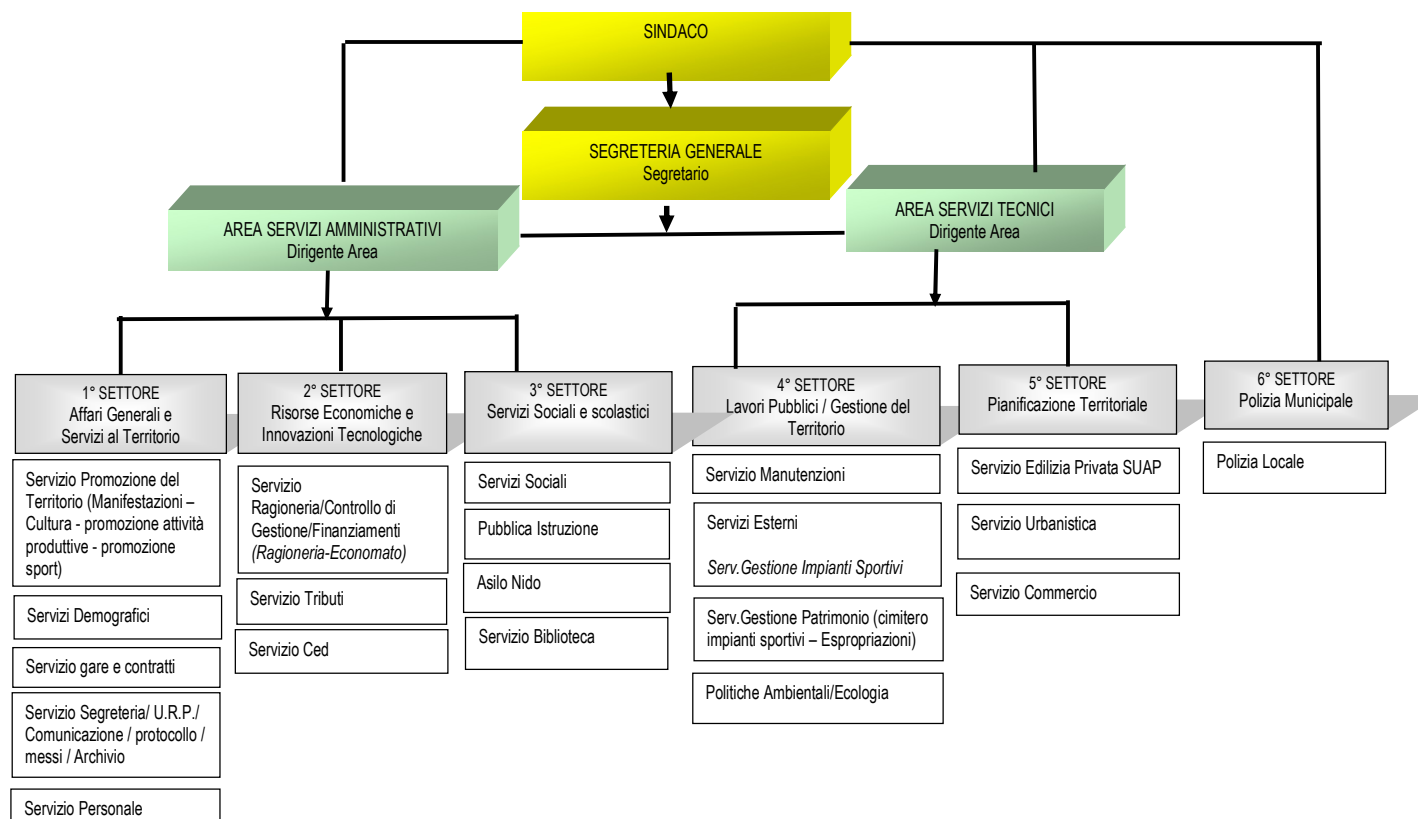 SINDACO
SEGRETERIA GENERALE
Segretario
AREA SERVIZI AMMINISTRATIVI
Dirigente Area
AREA SERVIZI TECNICI
Dirigente Area
1° SETTORE
Affari Generali e
Servizi al Territorio
Servizio Promozione del
Territorio (Manifestazioni –
Cultura - promozione attività
produttive - promozione
sport)
Servizi Demografici
Servizio gare e contratti
Servizio Segreteria/ U.R.P./
Comunicazione / protocollo /
messi / Archivio
Servizio Personale
2° SETTORE
Risorse Economiche e
Innovazioni Tecnologiche
Servizio
Ragioneria/Controllo di
Gestione/Finanziamenti
(Ragioneria-Economato)
Servizio Tributi
Servizio Ced
3° SETTORE
Servizi Sociali e scolastici
Servizi Sociali
Pubblica Istruzione
Asilo Nido
Servizio Biblioteca
4° SETTORE
Lavori Pubblici / Gestione del
Territorio
Servizio Manutenzioni
Servizi Esterni
Serv.Gestione Impianti Sportivi
Serv.Gestione Patrimonio (cimitero
impianti sportivi – Espropriazioni)
Politiche Ambientali/Ecologia
5° SETTORE
Pianificazione Territoriale
Servizio Edilizia Privata SUAP
Servizio Urbanistica
Servizio Commercio
6° SETTORE
Polizia Municipale
Polizia Locale